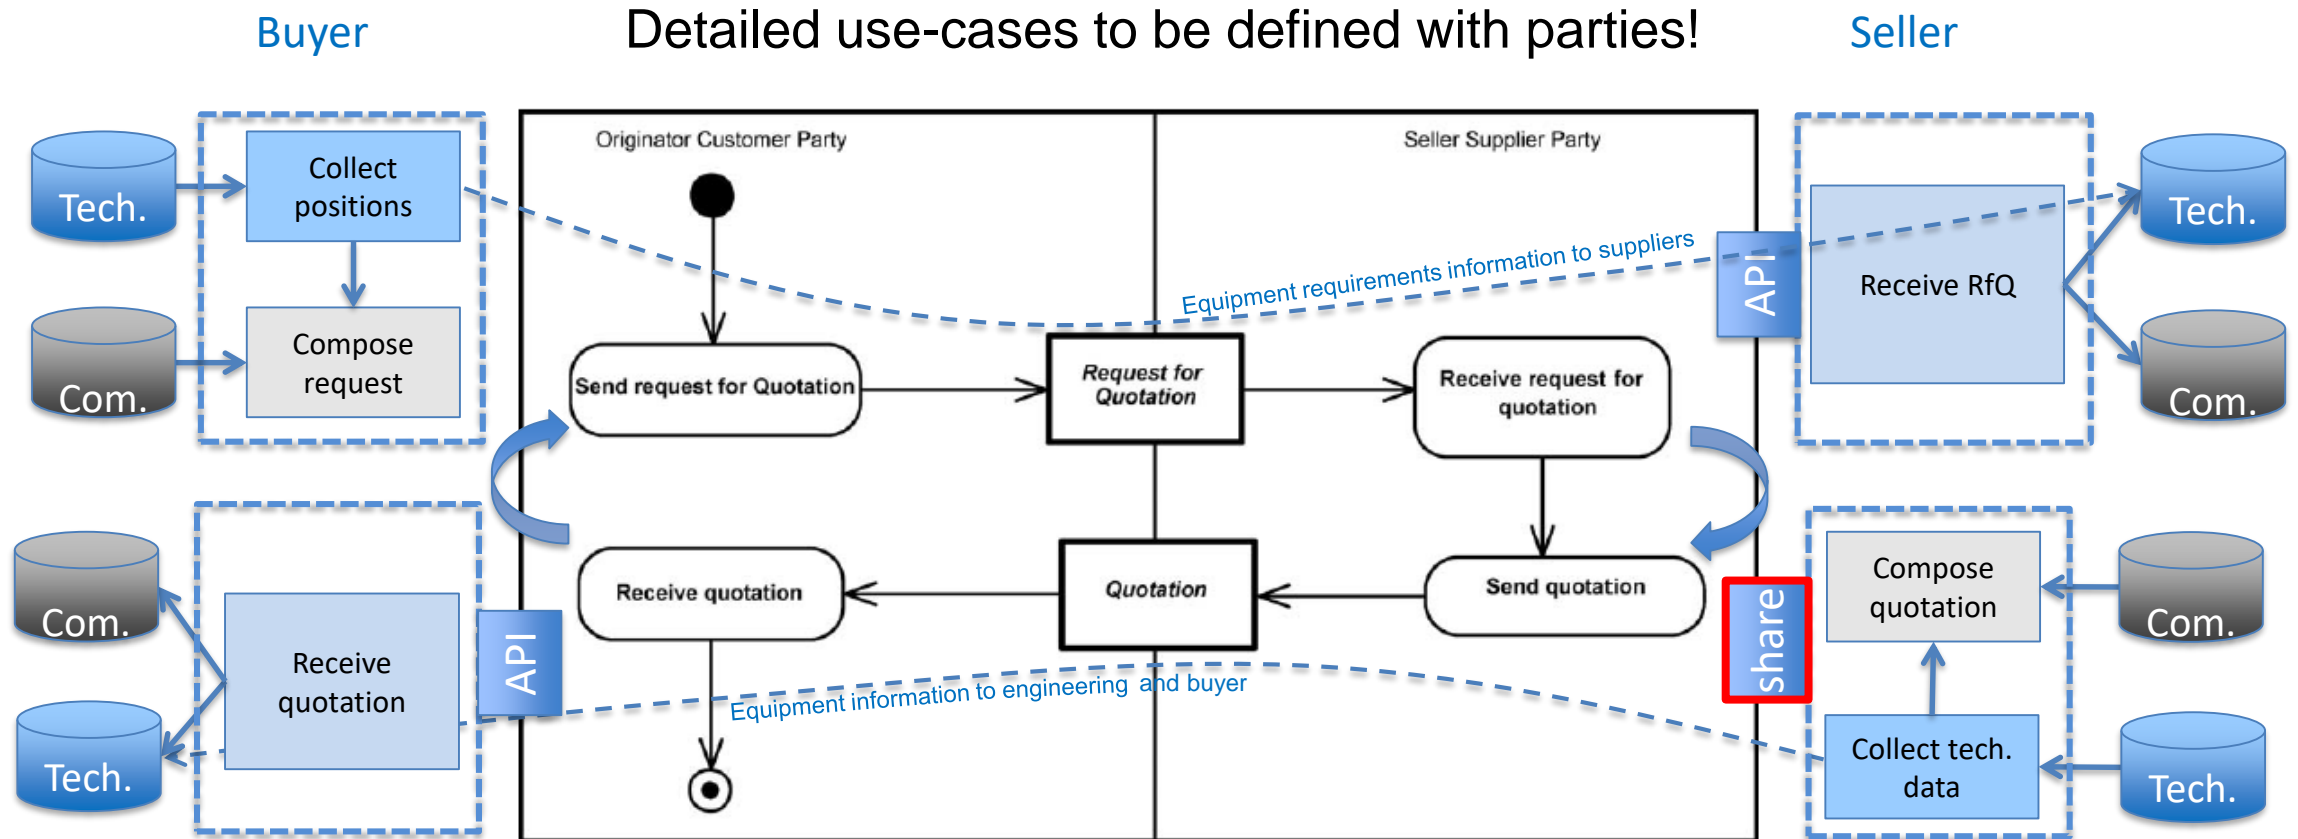 Buyer
Detailed use-cases to be defined with parties!
Seller
Originator Customer Party
Seller Supplier Party
Tech.
Collect
positions
Com.
Compose
request
Send request for Quotation
Request for
Quotation
Receive request for
quotation
Equipment requirements information to suppliers
API
Receive RfQ
Tech.
Com.
Com.
Tech.
Receive
quotation
API
Receive quotation
Quotation
Send quotation
Equipment information to engineering and buyer
share
Compose
quotation
Com.
Collect tech.
data
Tech.